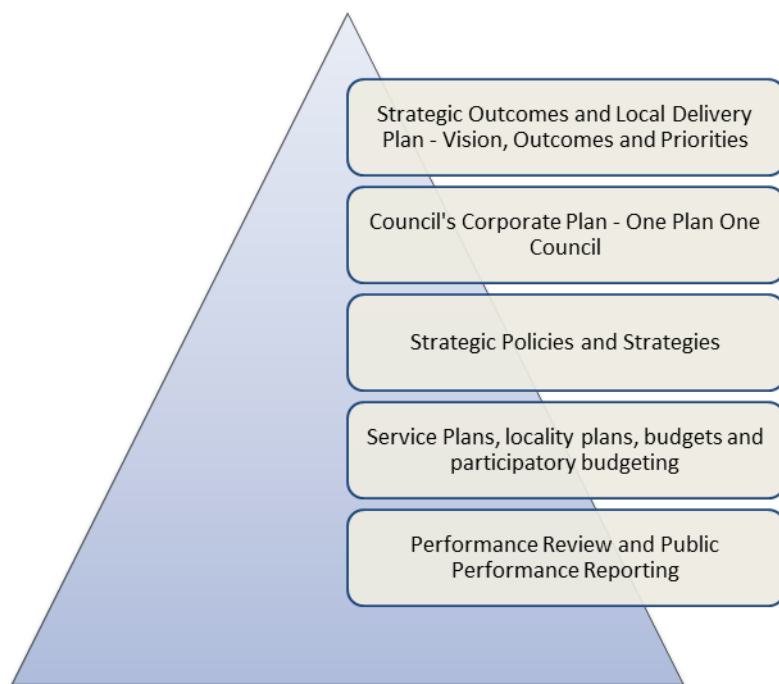 Strategic Outcomes and Local Delivery
Plan - Vision, Outcomes and Priorities
Council's Corporate Plan - One Plan One
Council
Strategic Policies and Strategies
Service Plans, locality plans, budgets and
participatory budgeting
Performance Review and Public
Performance Reporting